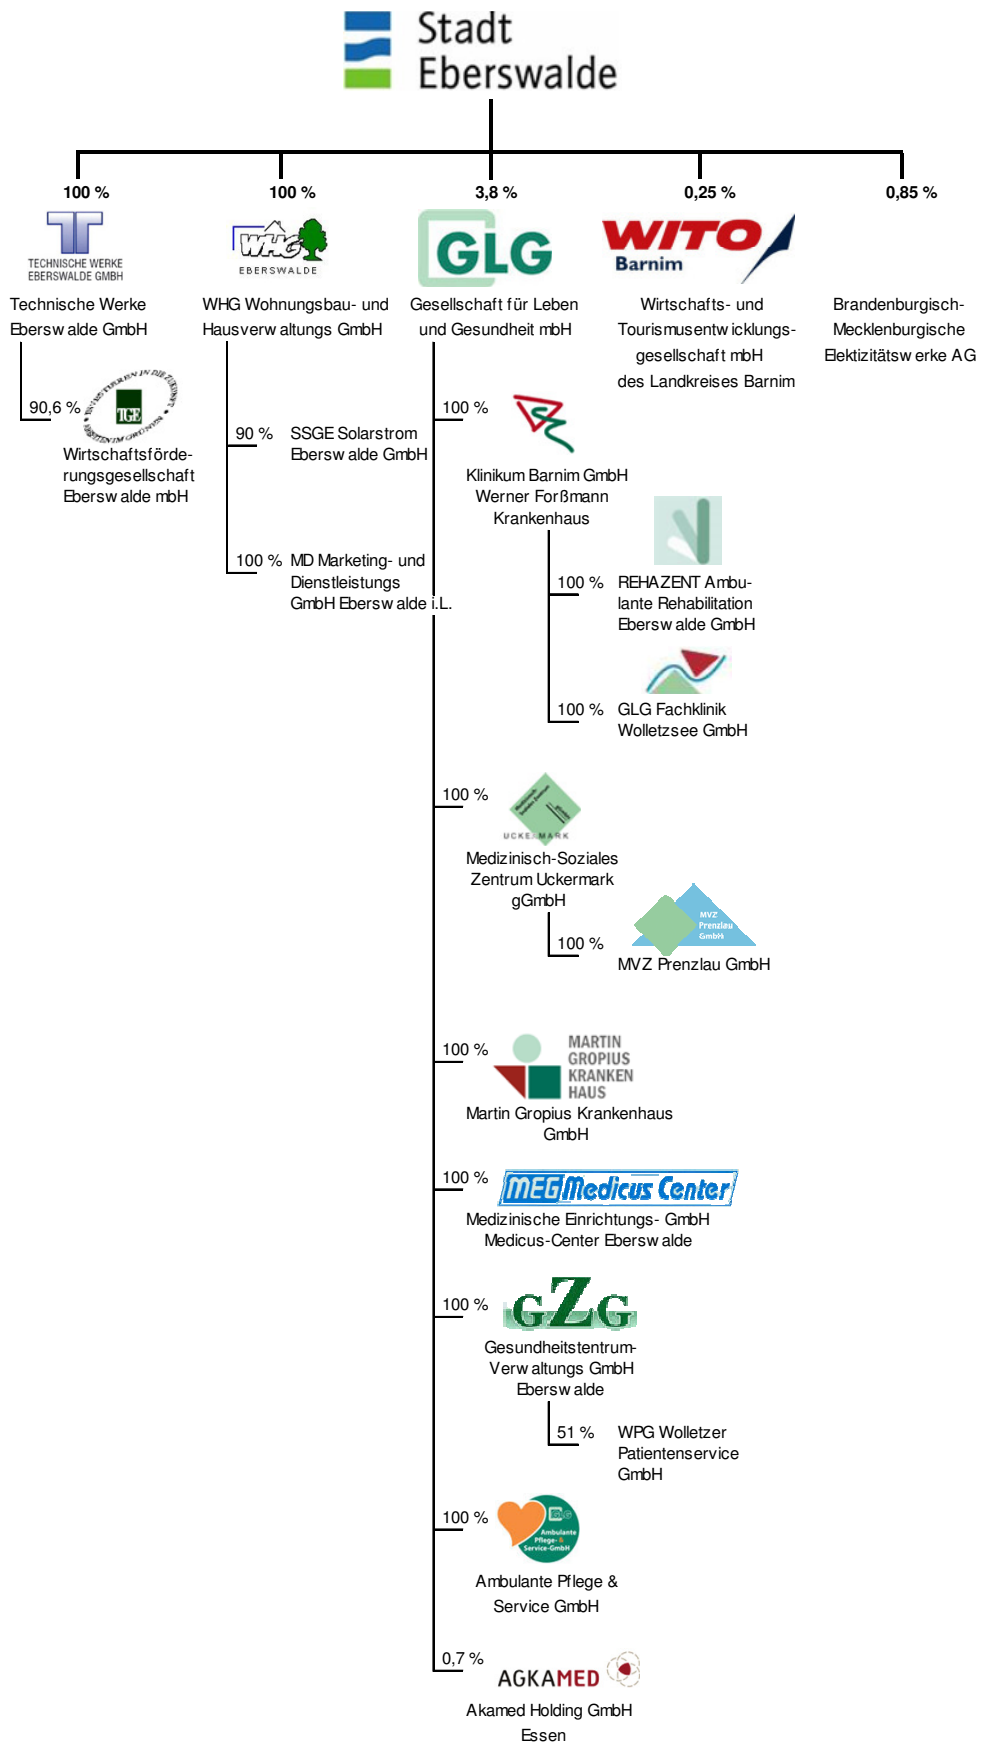 Stadt
Eberswalde
100 %
100 %
3,8 %
0,25 %
0,85 %
TECHNISCHE WERKE
EBERSWALDE GMBH
WHG
EBERSWALDE
GLG
WITO
Barnim
Technische Werke
Eberswalde GmbH
WHG Wohnungsbau- und
Hausverwaltungs GmbH
Gesellschaft für Leben
und Gesundheit mbH
Wirtschafts- und
Tourismusentwicklungs-
gesellschaft mbH
des Landkreises Barnim
Brandenburgisch-
Mecklenburgische
Elektizitätswerke AG
90,6 %
TGE
Wirtschaftsförde-
rungsgesellschaft
Eberswalde mbH
90 %
SSGE Solarstrom
Eberswalde GmbH
100 %
MD Marketing- und
Dienstleistungs
GmbH Eberswalde i.L.
100 %
Klinikum Barnim GmbH
Werner Forßmann
Krankenhaus
100 %
REHAZENT Ambu-
lante Rehabilitation
Eberswalde GmbH
100 %
GLG Fachklinik
Wolletzsee GmbH
100 %
UCKERMARK
Medizinisch-Soziales
Zentrum Uckermark
gGmbH
100 %
MVZ
Prenzlau
GmbH
MVZ Prenzlau GmbH
100 %
MARTIN
GROPIUS
KRANKEN
HAUS
Martin Gropius Krankenhaus
GmbH
100 %
MEG Medicus Center
Medizinische Einrichtungs- GmbH
Medicus-Center Eberswalde
100 %
GZG
Gesundheitstentrum-
Verwaltungs GmbH
Eberswalde
51 %
WPG Wolletzer
Patientenservice
GmbH
100 %
GLG
Ambulante
Pflege- &
Service-GmbH
Ambulante Pflege &
Service GmbH
0,7 %
AGKAMED
Akamed Holding GmbH
Essen